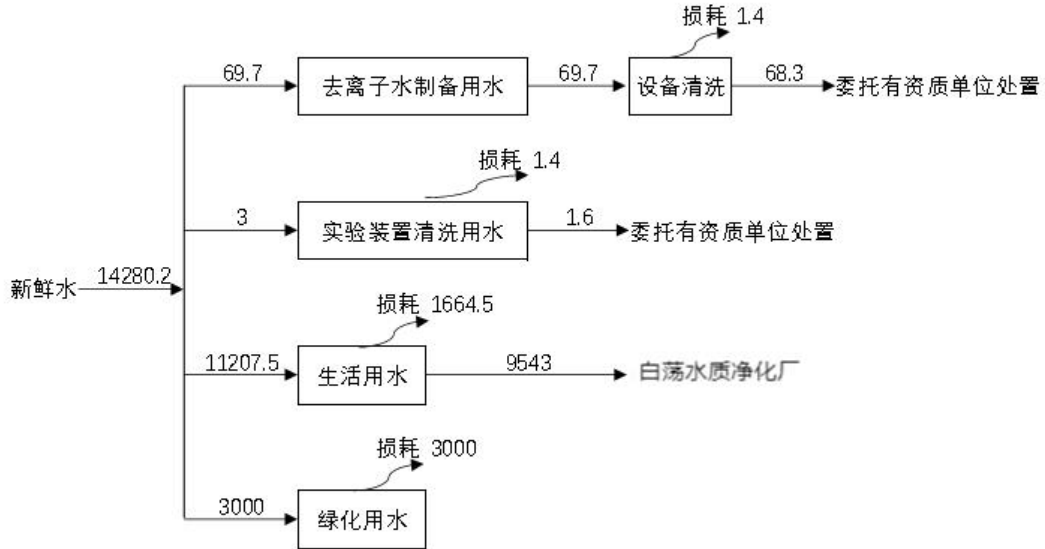 损耗 1.4
69.7
去离子水制备用水
69.7
设备清洗
68.3
委托有资质单位处置
损耗 1.4
3
实验装置清洗用水
1.6
委托有资质单位处置
新鲜水
14280.2
损耗 1664.5
11207.5
生活用水
9543
白荡水质净化厂
损耗 3000
3000
绿化用水